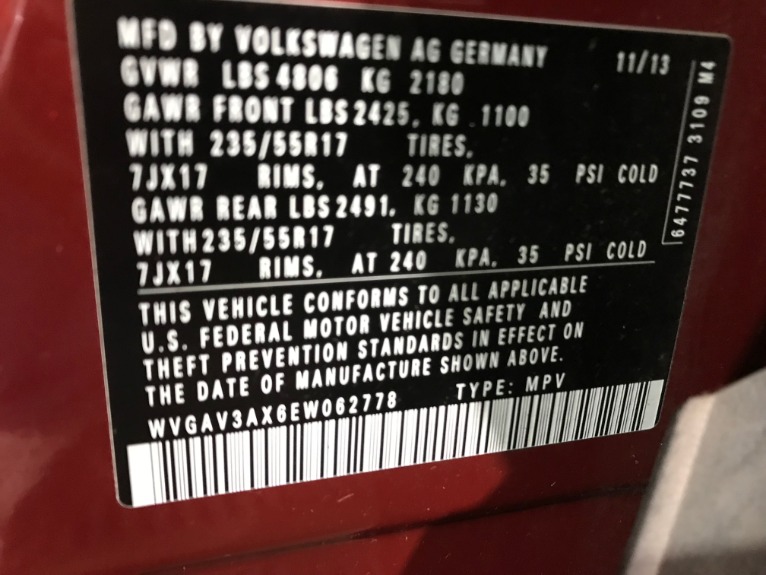 MFD BY VOLKSWAGEN AG GERMANY 11/13
GVWR LBS 4806 KG 2180
GAWR FRONT LBS 2425, KG 1100
WITH 235/55R17 TIRES,
7JX17 RIMS, AT 240 KPA, 35 PSI COLD
GAWR REAR LBS 2491, KG 1130
WITH 235/55R17 TIRES,
7JX17 RIMS, AT 240 KPA, 35 PSI COLD
THIS VEHICLE CONFORMS TO ALL APPLICABLE
U.S. FEDERAL MOTOR VEHICLE SAFETY AND
THEFT PREVENTION STANDARDS IN EFFECT ON
THE DATE OF MANUFACTURE SHOWN ABOVE.
WVGAV3AX6EW062778 TYPE: MPV
6477737 3109 M4